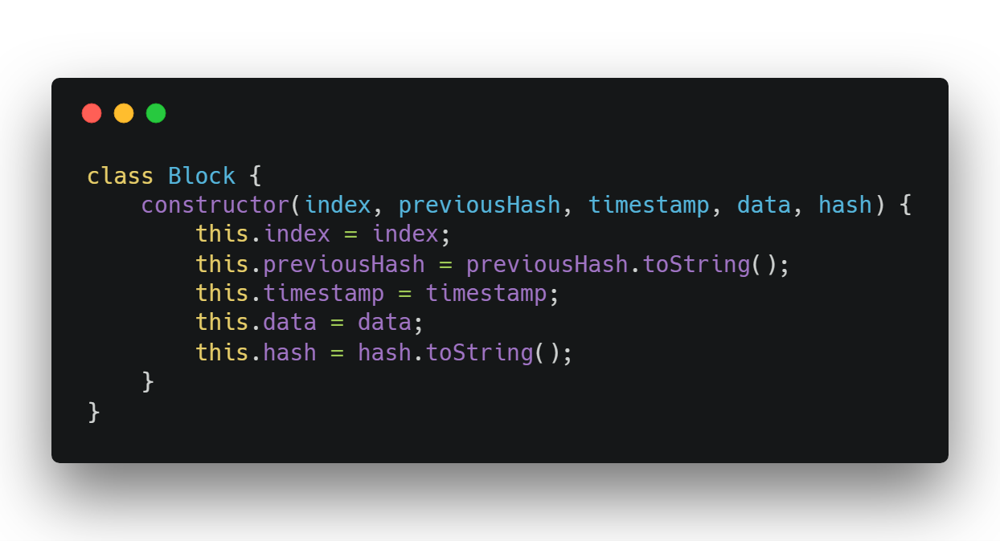 class Block {
    constructor(index, previousHash, timestamp, data, hash) {
        this.index = index;
        this.previousHash = previousHash.toString();
        this.timestamp = timestamp;
        this.data = data;
        this.hash = hash.toString();
    }
}